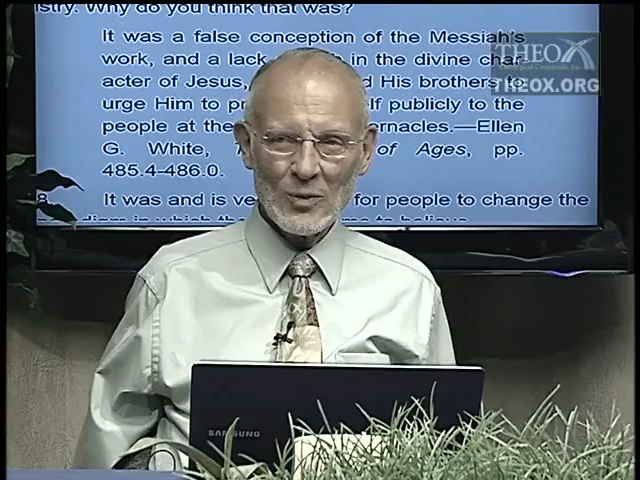 istry. Why do you think that was?
It was a false conception of the Messiah's
work, and a lack in the divine char-
acter of Jesus, d His brothers to
urge Him to pr lf publicly to the
people at the ernacles.—Ellen
G. White, of Ages, pp.
485.4-486.0.
8. It was and is ve for people to change the
THEOX
THEOX.ORG
SAMSUNG